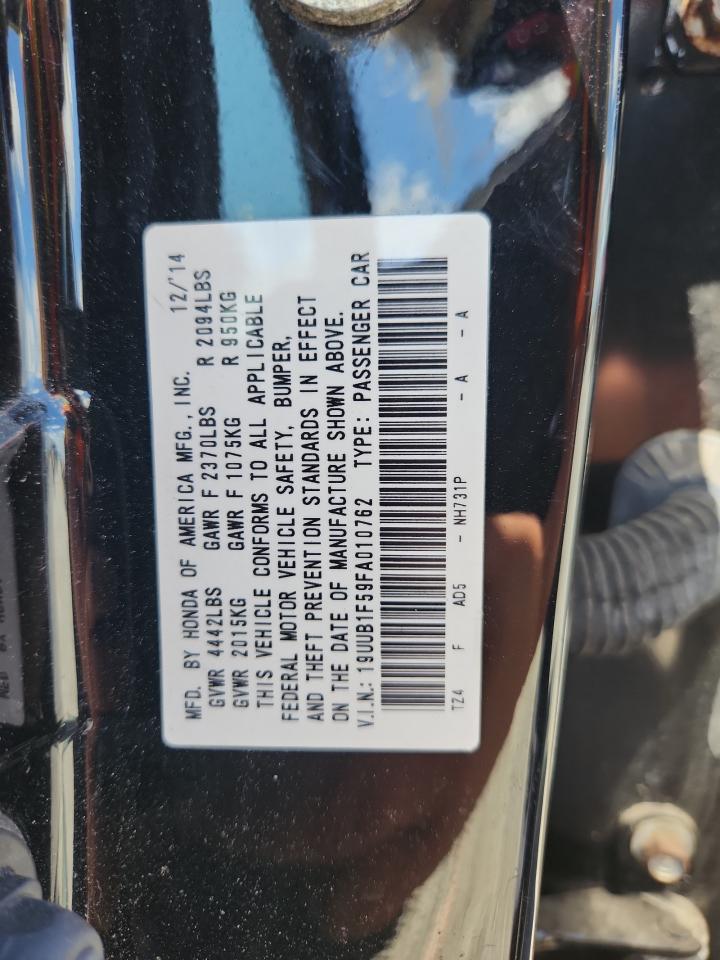 MFD. BY HONDA OF AMERICA MFG., INC. 12/'14
GVWR 4442LBS GAWR F 2370LBS R 2094LBS
GVWR 2015KG GAWR F 1075KG R 950KG
THIS VEHICLE CONFORMS TO ALL APPLICABLE
FEDERAL MOTOR VEHICLE SAFETY, BUMPER,
AND THEFT PREVENTION STANDARDS IN EFFECT
ON THE DATE OF MANUFACTURE SHOWN ABOVE.
V.I.N.: 19UUB1F59FA010762 TYPE: PASSENGER CAR
TZ4 F AD5 - NH731P - A - A